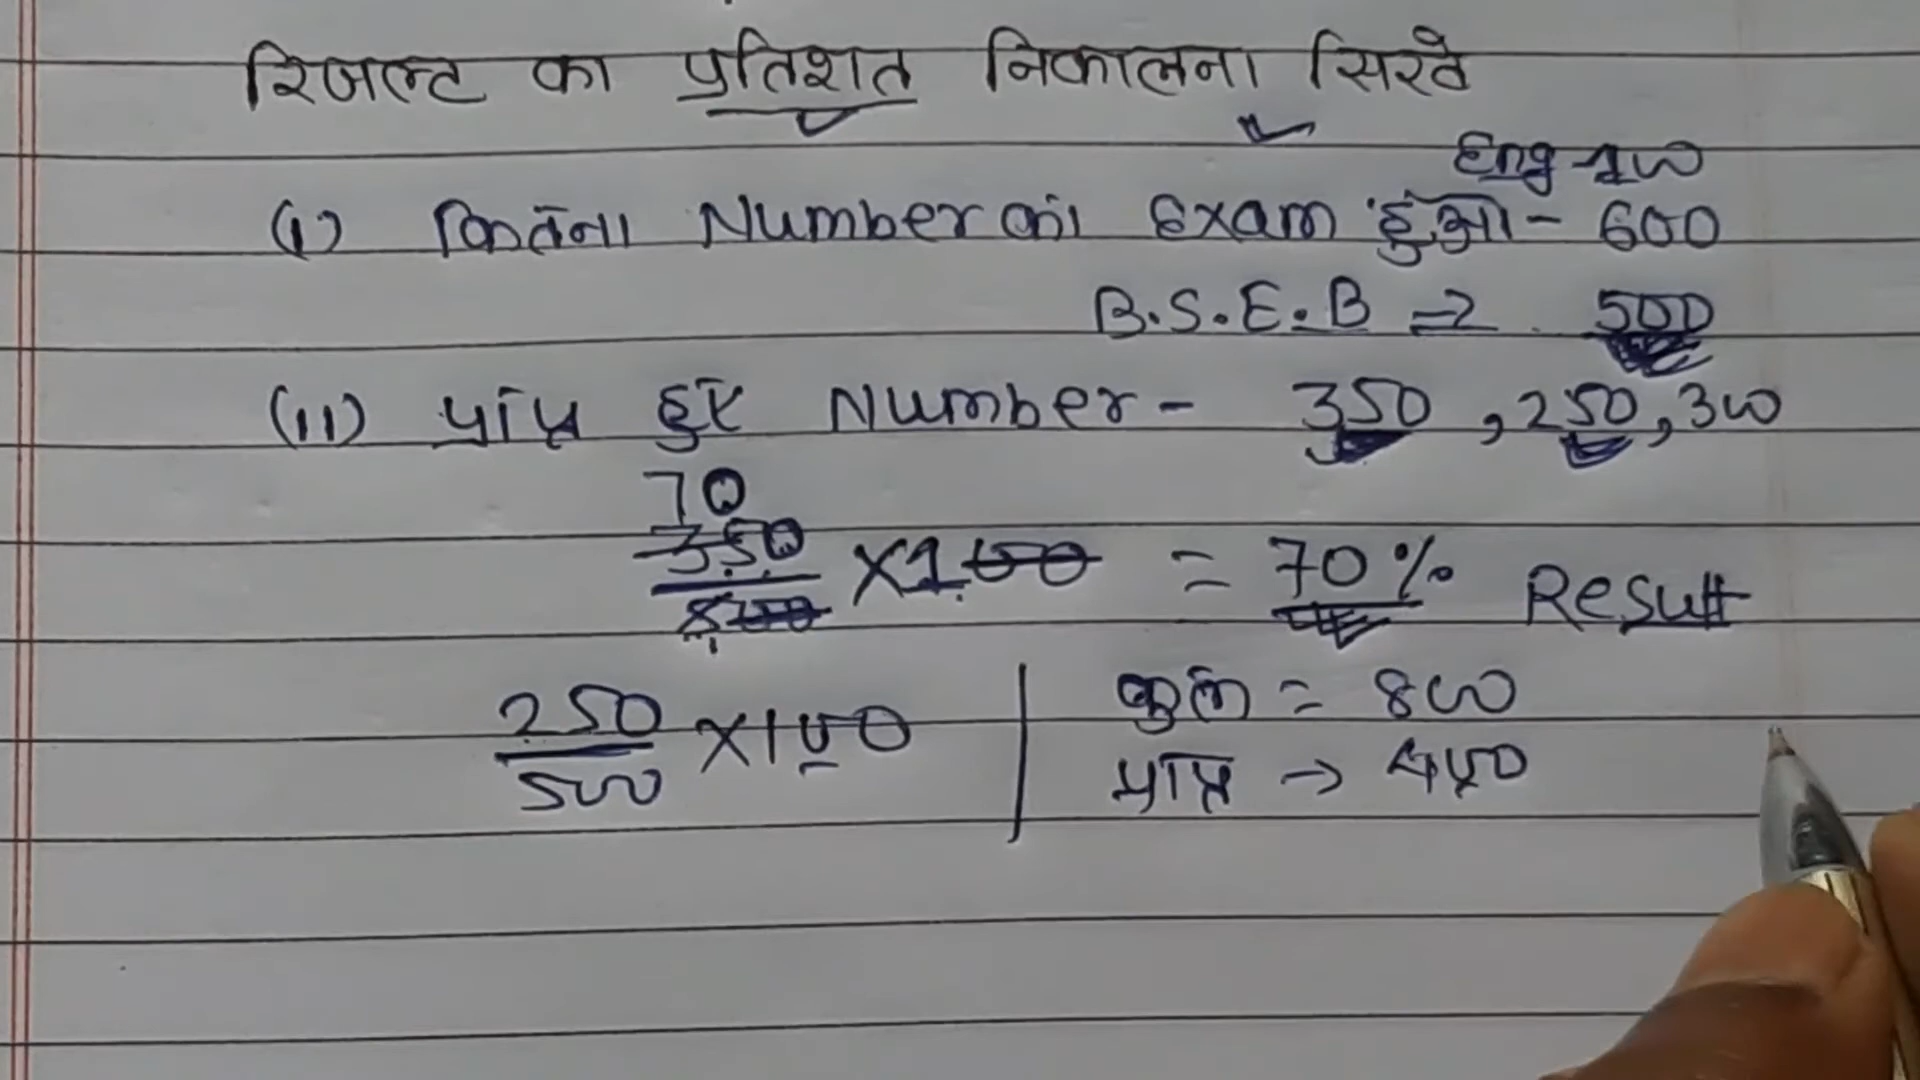 रिजल्ट का प्रतिशत निकालना सिखे
Eng - 100
(i) कितना Number का Exam हुआ - 600
B.S.E.B => 500
(ii) प्राप्त हुए Number - 350 , 250 , 300
70
350
500 × 100 = 70% Result
250
500 × 100
कुल = 800
प्राप्त → 450